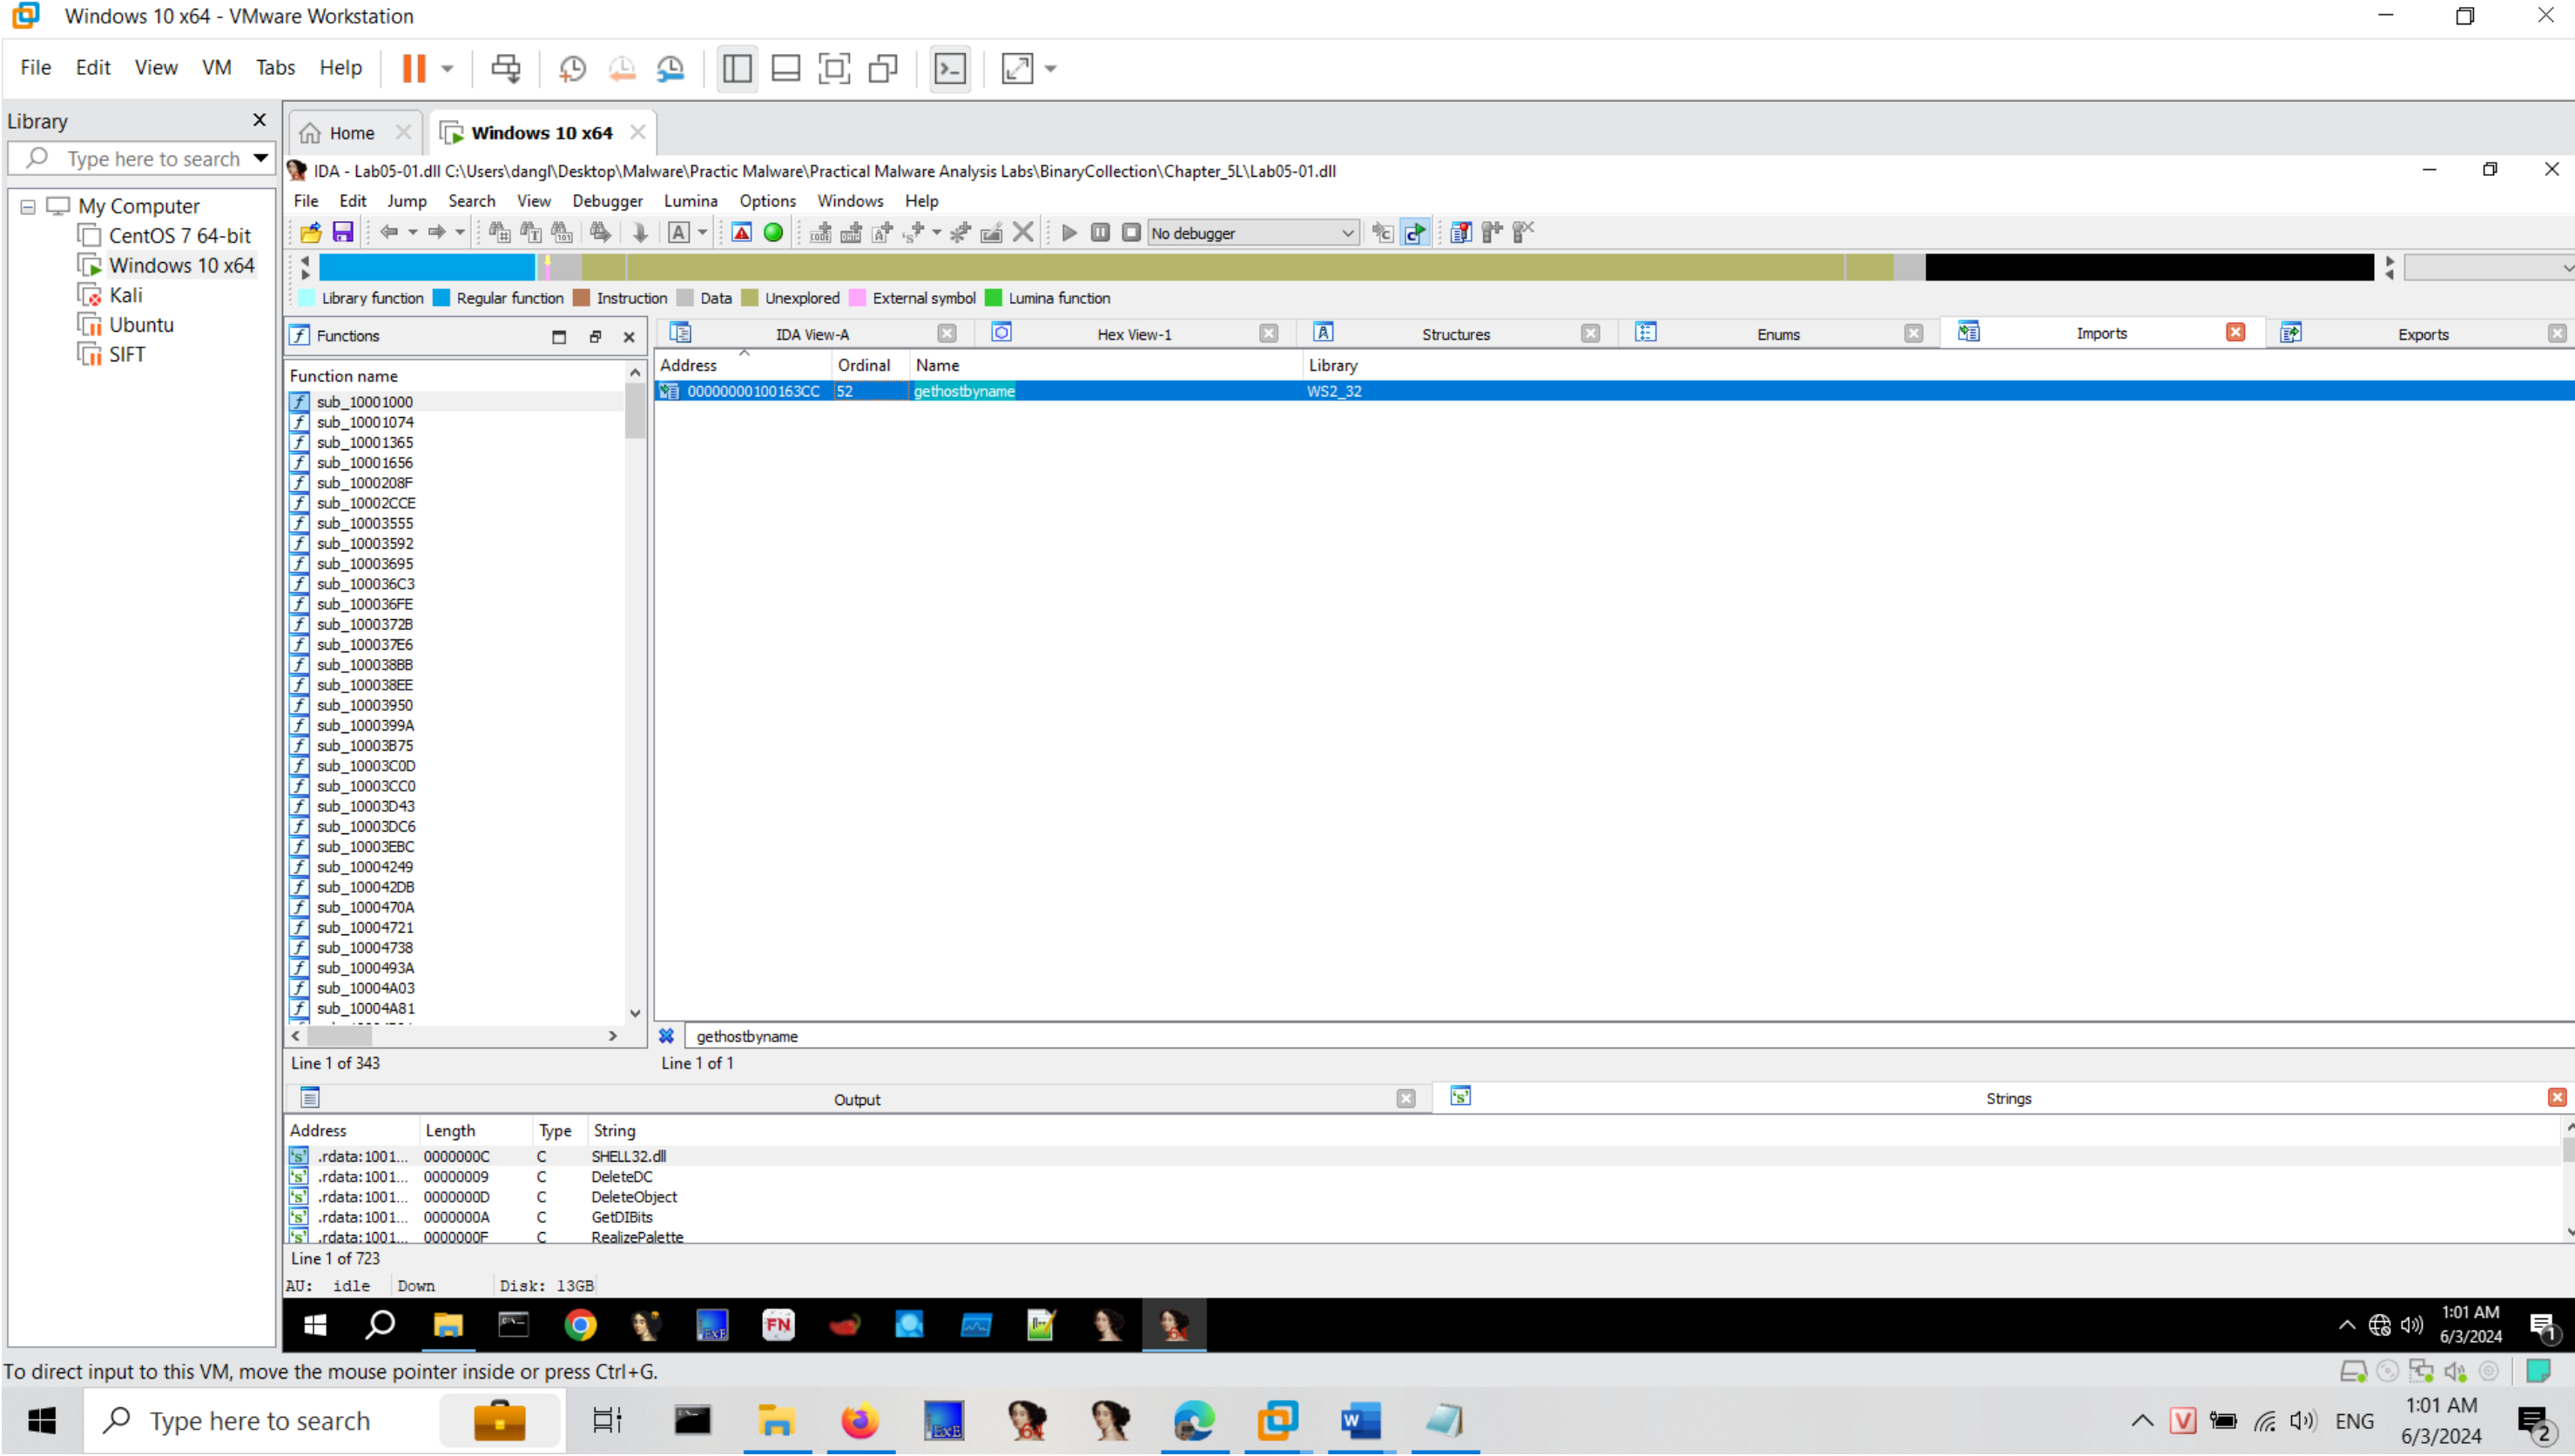 Windows 10 x64 - VMware Workstation
File Edit View VM Tabs Help
Library
Type here to search
My Computer
CentOS 7 64-bit
Windows 10 x64
Kali
Ubuntu
SIFT
Home
Windows 10 x64
IDA - Lab05-01.dll C:\Users\dangl\Desktop\Malware\Practic Malware\Practical Malware Analysis Labs\BinaryCollection\Chapter_5L\Lab05-01.dll
File Edit Jump Search View Debugger Lumina Options Windows Help
No debugger
Library function Regular function Instruction Data Unexplored External symbol Lumina function
Functions
IDA View-A Hex View-1 Structures Enums Imports Exports
Function name
sub_10001000
sub_10001074
sub_10001365
sub_10001656
sub_1000208F
sub_10002CCE
sub_10003555
sub_10003592
sub_10003695
sub_100036C3
sub_100036FE
sub_1000372B
sub_100037E6
sub_100038BB
sub_100038EE
sub_10003950
sub_1000399A
sub_10003B75
sub_10003C0D
sub_10003CC0
sub_10003D43
sub_10003DC6
sub_10003EBC
sub_10004249
sub_100042DB
sub_1000470A
sub_10004721
sub_10004738
sub_1000493A
sub_10004A03
sub_10004A81
Line 1 of 343
Address Ordinal Name Library
00000000100163CC 52 gethostbyname WS2_32
gethostbyname
Line 1 of 1
Output
Strings
Address Length Type String
.rdata:1001... 0000000C C SHELL32.dll
.rdata:1001... 00000009 C DeleteDC
.rdata:1001... 0000000D C DeleteObject
.rdata:1001... 0000000A C GetDIBits
.rdata:1001... 0000000F C RealizePalette
Line 1 of 723
AU: idle Down Disk: 13GB
1:01 AM
6/3/2024
1
To direct input to this VM, move the mouse pointer inside or press Ctrl+G.
Type here to search
ENG
1:01 AM
6/3/2024
2